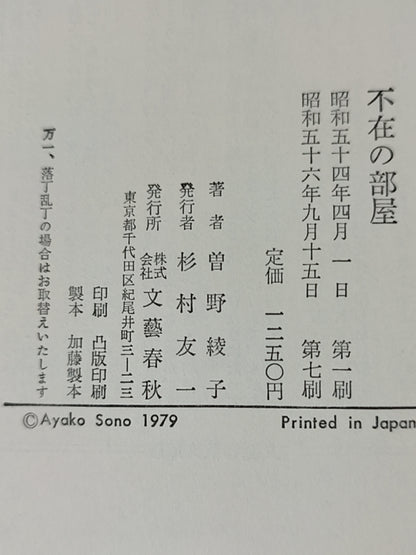 不在の部屋
昭和五十四年四月一日 第一刷
昭和五十六年九月十五日 第七刷
定価 一二五〇円
著者 曽野綾子
発行者 杉村友一
発行所 株式会社 文藝春秋
東京都千代田区紀尾井町三―二三
印刷 凸版印刷
製本 加藤製本
万一、落丁乱丁の場合はお取替えいたします
©Ayako Sono 1979 Printed in Japan